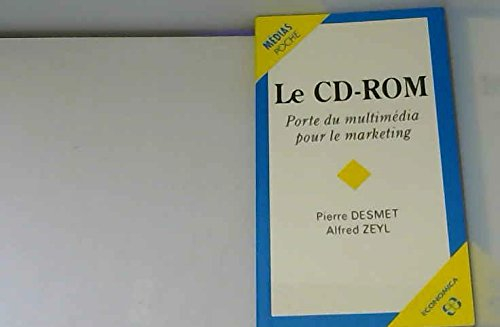 MÉDIAS
POCHE
Le CD-ROM
Porte du multimédia
pour le marketing
Pierre DESMET
Alfred ZEYL
ECONOMICA